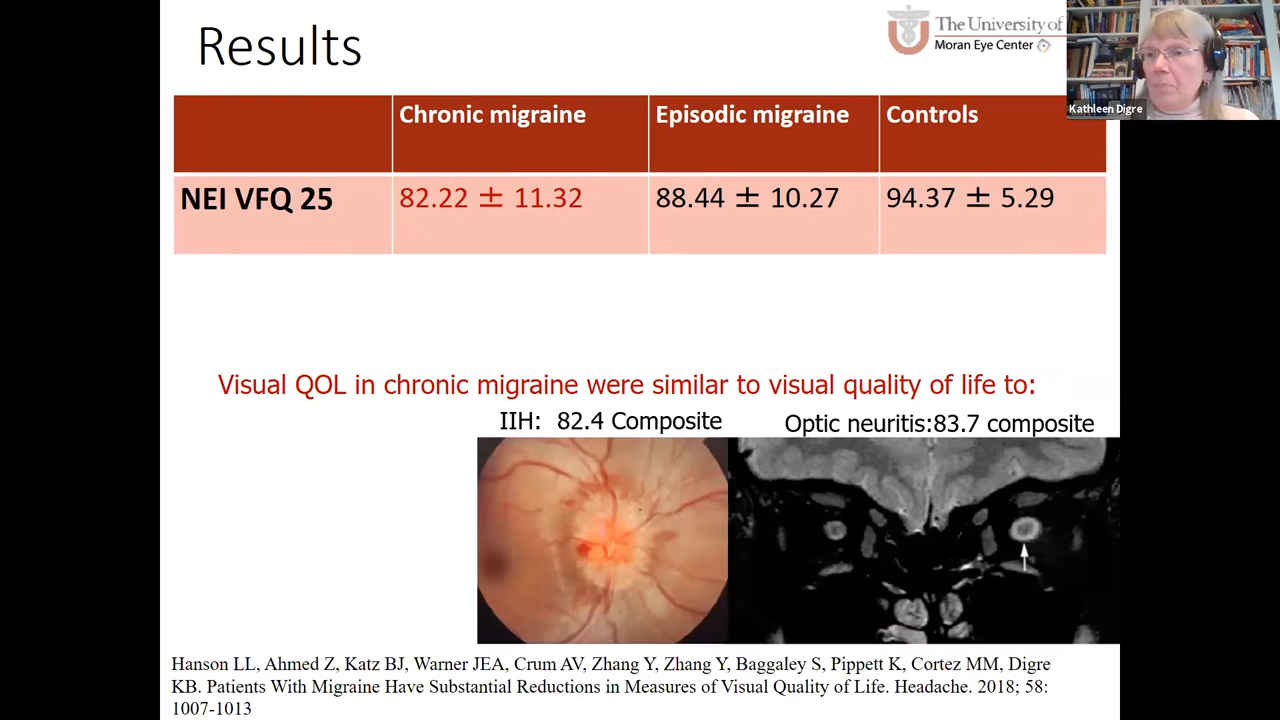 Results
The University of
Moran Eye Center
Kathleen Digre
Chronic migraine Episodic migraine Controls
NEI VFQ 25 82.22 ± 11.32 88.44 ± 10.27 94.37 ± 5.29
Visual QOL in chronic migraine were similar to visual quality of life to:
IIH: 82.4 Composite
Optic neuritis:83.7 composite
Hanson LL, Ahmed Z, Katz BJ, Warner JEA, Crum AV, Zhang Y, Zhang Y, Baggaley S, Pippett K, Cortez MM, Digre
KB. Patients With Migraine Have Substantial Reductions in Measures of Visual Quality of Life. Headache. 2018; 58:
1007-1013